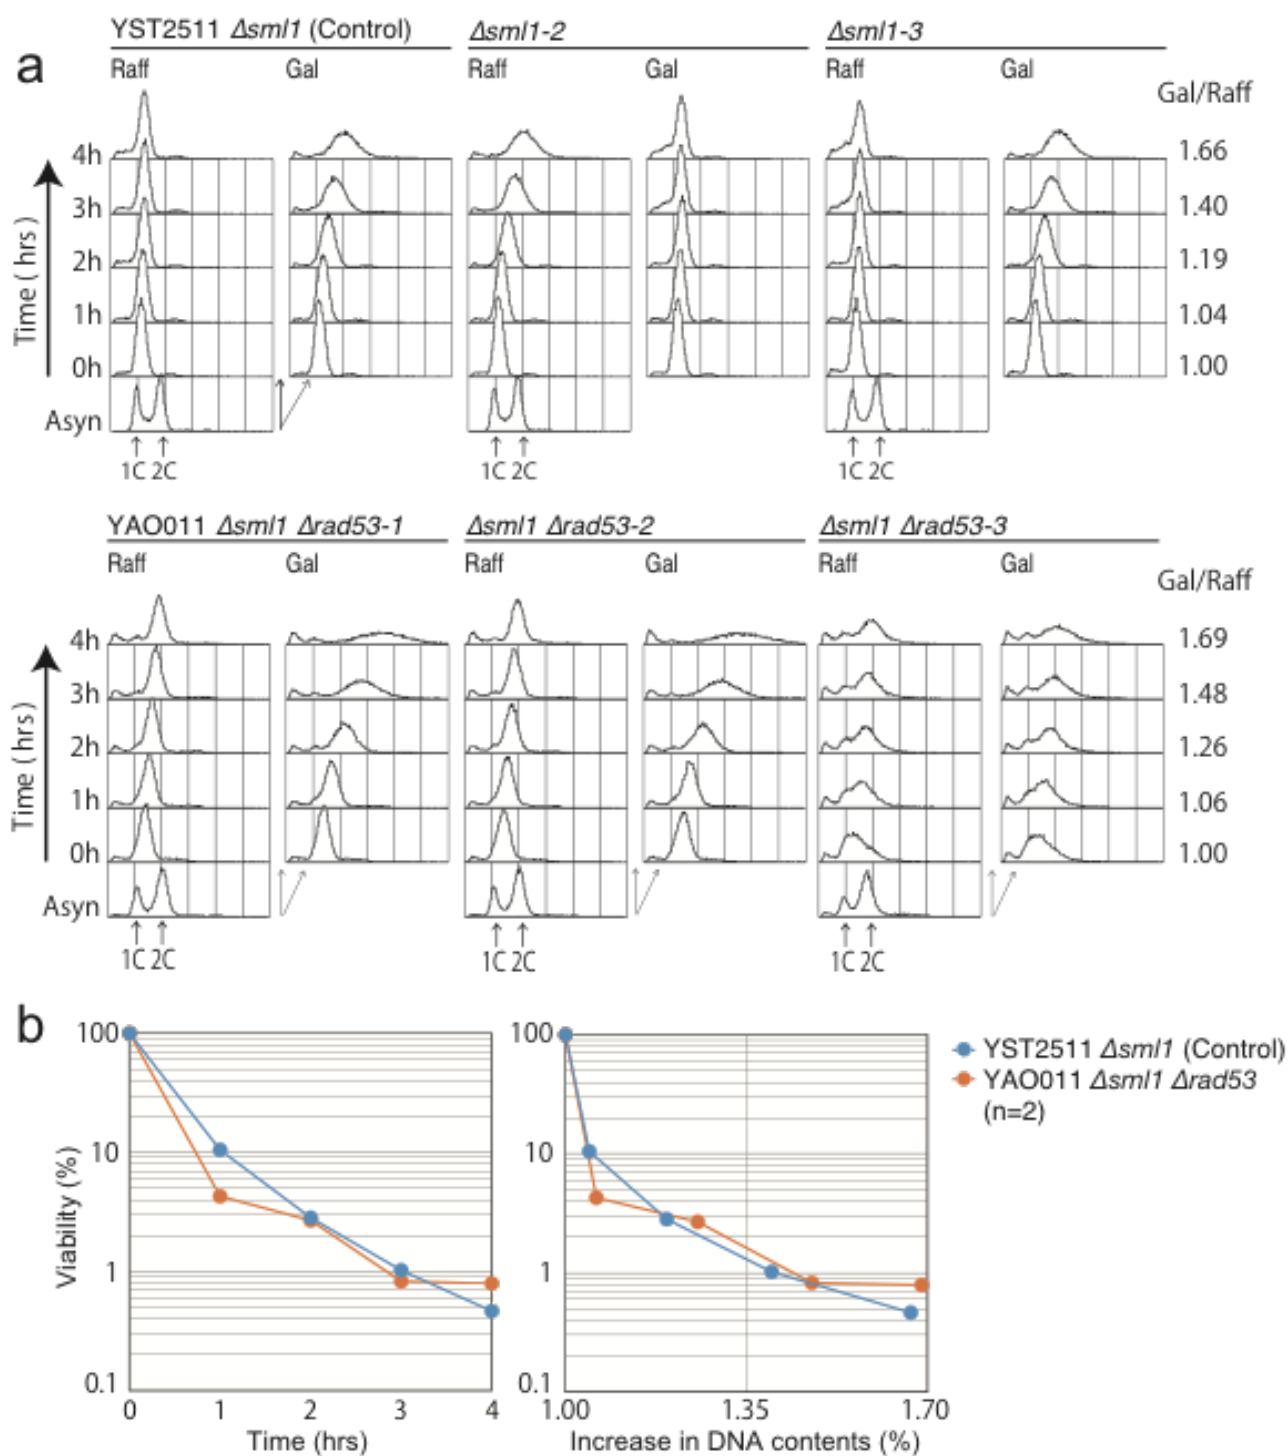 a
YST2511 Δsml1 (Control) Δsml1-2 Δsml1-3
Raff Gal Raff Gal Raff Gal
Gal/Raff
4h 1.66
3h 1.40
2h 1.19
1h 1.04
0h 1.00
Asyn
Time ( hrs)
1C 2C 1C 2C 1C 2C
YAO011 Δsml1 Δrad53-1 Δsml1 Δrad53-2 Δsml1 Δrad53-3
Raff Gal Raff Gal Raff Gal
Gal/Raff
4h 1.69
3h 1.48
2h 1.26
1h 1.06
0h 1.00
Asyn
Time (hrs)
1C 2C 1C 2C 1C 2C
b
100
10
1
0.1
Viability (%)
0 1 2 3 4
Time (hrs)
100
10
1
0.1
1.00 1.35 1.70
Increase in DNA contents (%)
YST2511 Δsml1 (Control)
YAO011 Δsml1 Δrad53
(n=2)